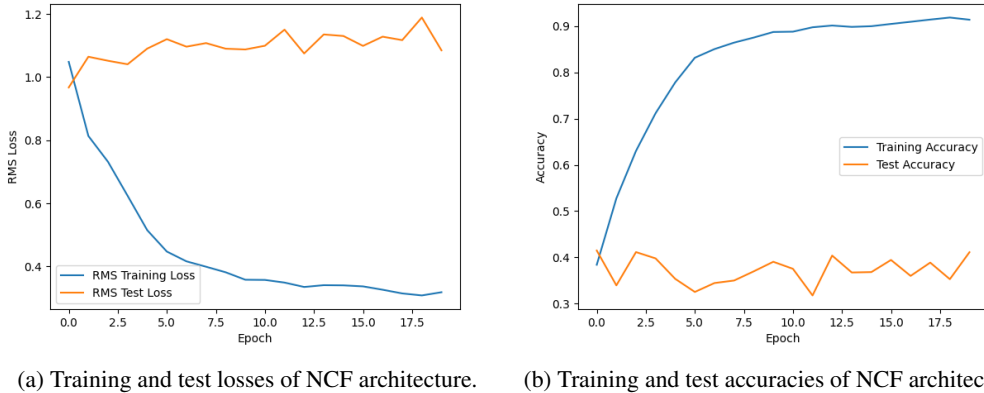 1.2
1.0
0.8
0.6
0.4
RMS Loss
RMS Training Loss
RMS Test Loss
0.0 2.5 5.0 7.5 10.0 12.5 15.0 17.5
Epoch
(a) Training and test losses of NCF architecture.
0.9
0.8
0.7
0.6
0.5
0.4
0.3
Accuracy
Training Accuracy
Test Accuracy
0.0 2.5 5.0 7.5 10.0 12.5 15.0 17.5
Epoch
(b) Training and test accuracies of NCF architec